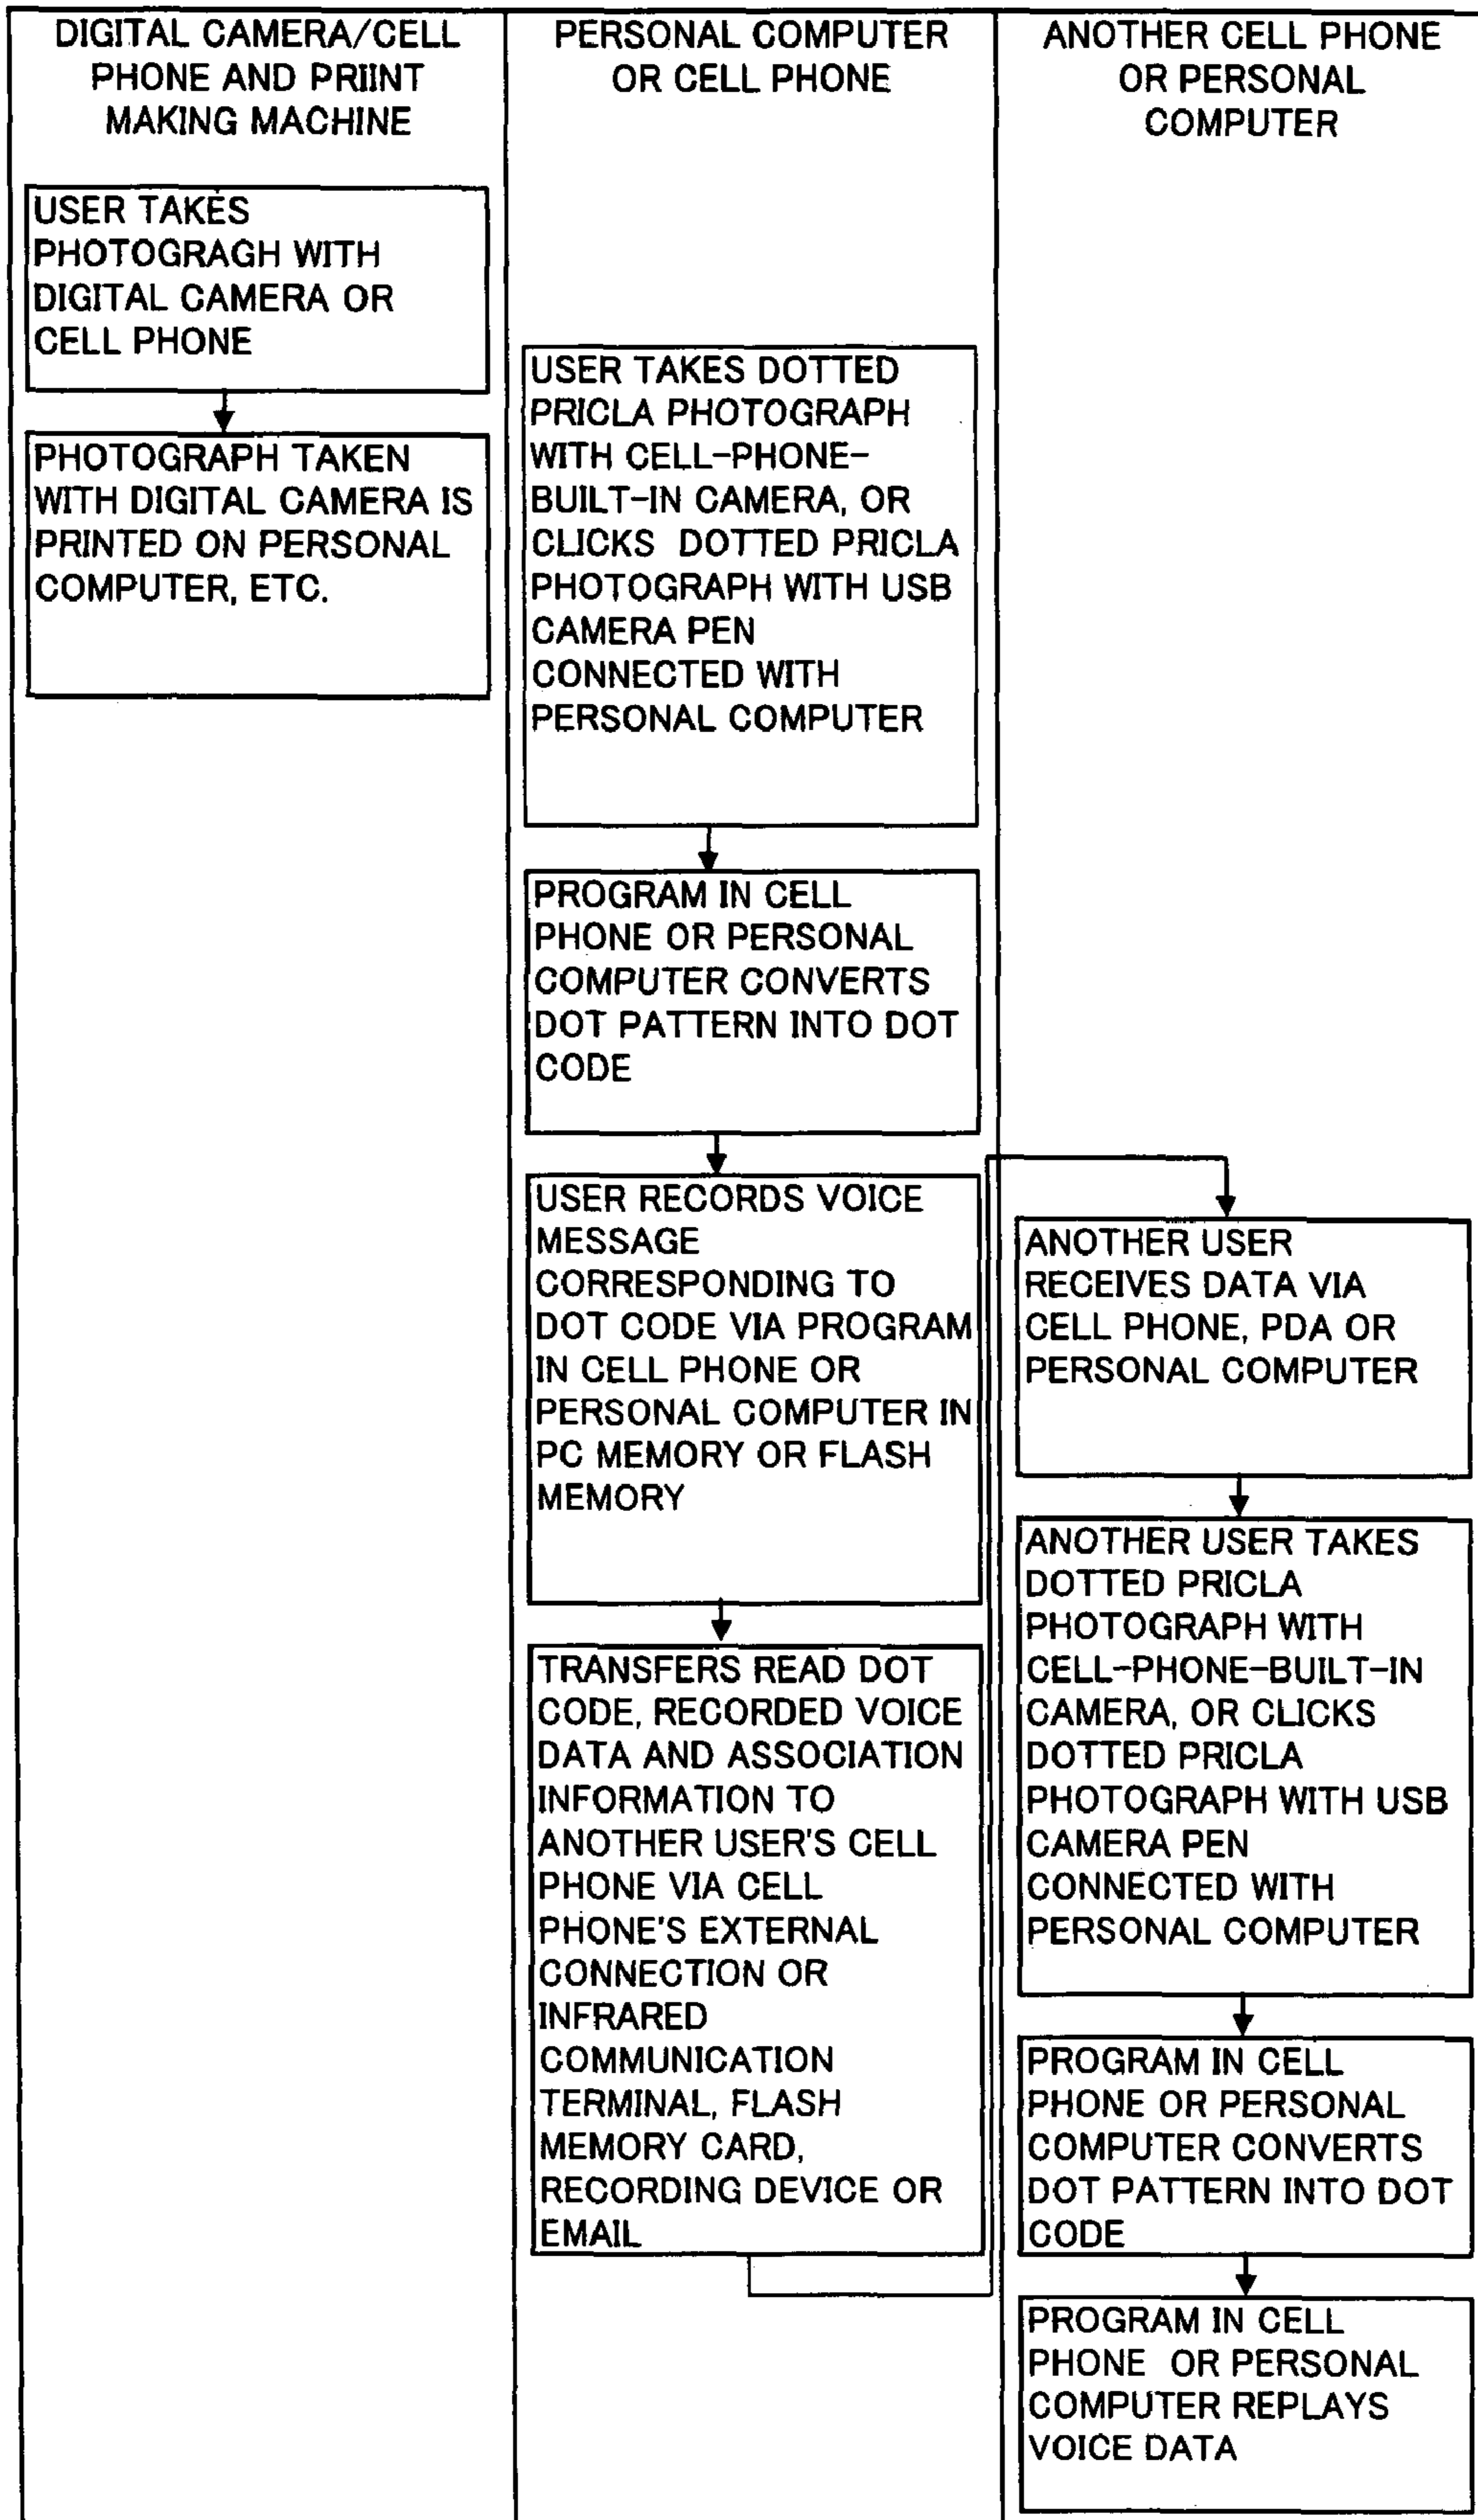 DIGITAL CAMERA/CELL
PHONE AND PRIINT
MAKING MACHINE
USER TAKES
PHOTOGRAGH WITH
DIGITAL CAMERA OR
CELL PHONE
PHOTOGRAPH TAKEN
WITH DIGITAL CAMERA IS
PRINTED ON PERSONAL
COMPUTER, ETC.
PERSONAL COMPUTER
OR CELL PHONE
USER TAKES DOTTED
PRICLA PHOTOGRAPH
WITH CELL-PHONE-
BUILT-IN CAMERA, OR
CLICKS DOTTED PRICLA
PHOTOGRAPH WITH USB
CAMERA PEN
CONNECTED WITH
PERSONAL COMPUTER
PROGRAM IN CELL
PHONE OR PERSONAL
COMPUTER CONVERTS
DOT PATTERN INTO DOT
CODE
USER RECORDS VOICE
MESSAGE
CORRESPONDING TO
DOT CODE VIA PROGRAM
IN CELL PHONE OR
PERSONAL COMPUTER IN
PC MEMORY OR FLASH
MEMORY
TRANSFERS READ DOT
CODE, RECORDED VOICE
DATA AND ASSOCIATION
INFORMATION TO
ANOTHER USER'S CELL
PHONE VIA CELL
PHONE'S EXTERNAL
CONNECTION OR
INFRARED
COMMUNICATION
TERMINAL, FLASH
MEMORY CARD,
RECORDING DEVICE OR
EMAIL
ANOTHER CELL PHONE
OR PERSONAL
COMPUTER
ANOTHER USER
RECEIVES DATA VIA
CELL PHONE, PDA OR
PERSONAL COMPUTER
ANOTHER USER TAKES
DOTTED PRICLA
PHOTOGRAPH WITH
CELL-PHONE-BUILT-IN
CAMERA, OR CLICKS
DOTTED PRICLA
PHOTOGRAPH WITH USB
CAMERA PEN
CONNECTED WITH
PERSONAL COMPUTER
PROGRAM IN CELL
PHONE OR PERSONAL
COMPUTER CONVERTS
DOT PATTERN INTO DOT
CODE
PROGRAM IN CELL
PHONE OR PERSONAL
COMPUTER REPLAYS
VOICE DATA